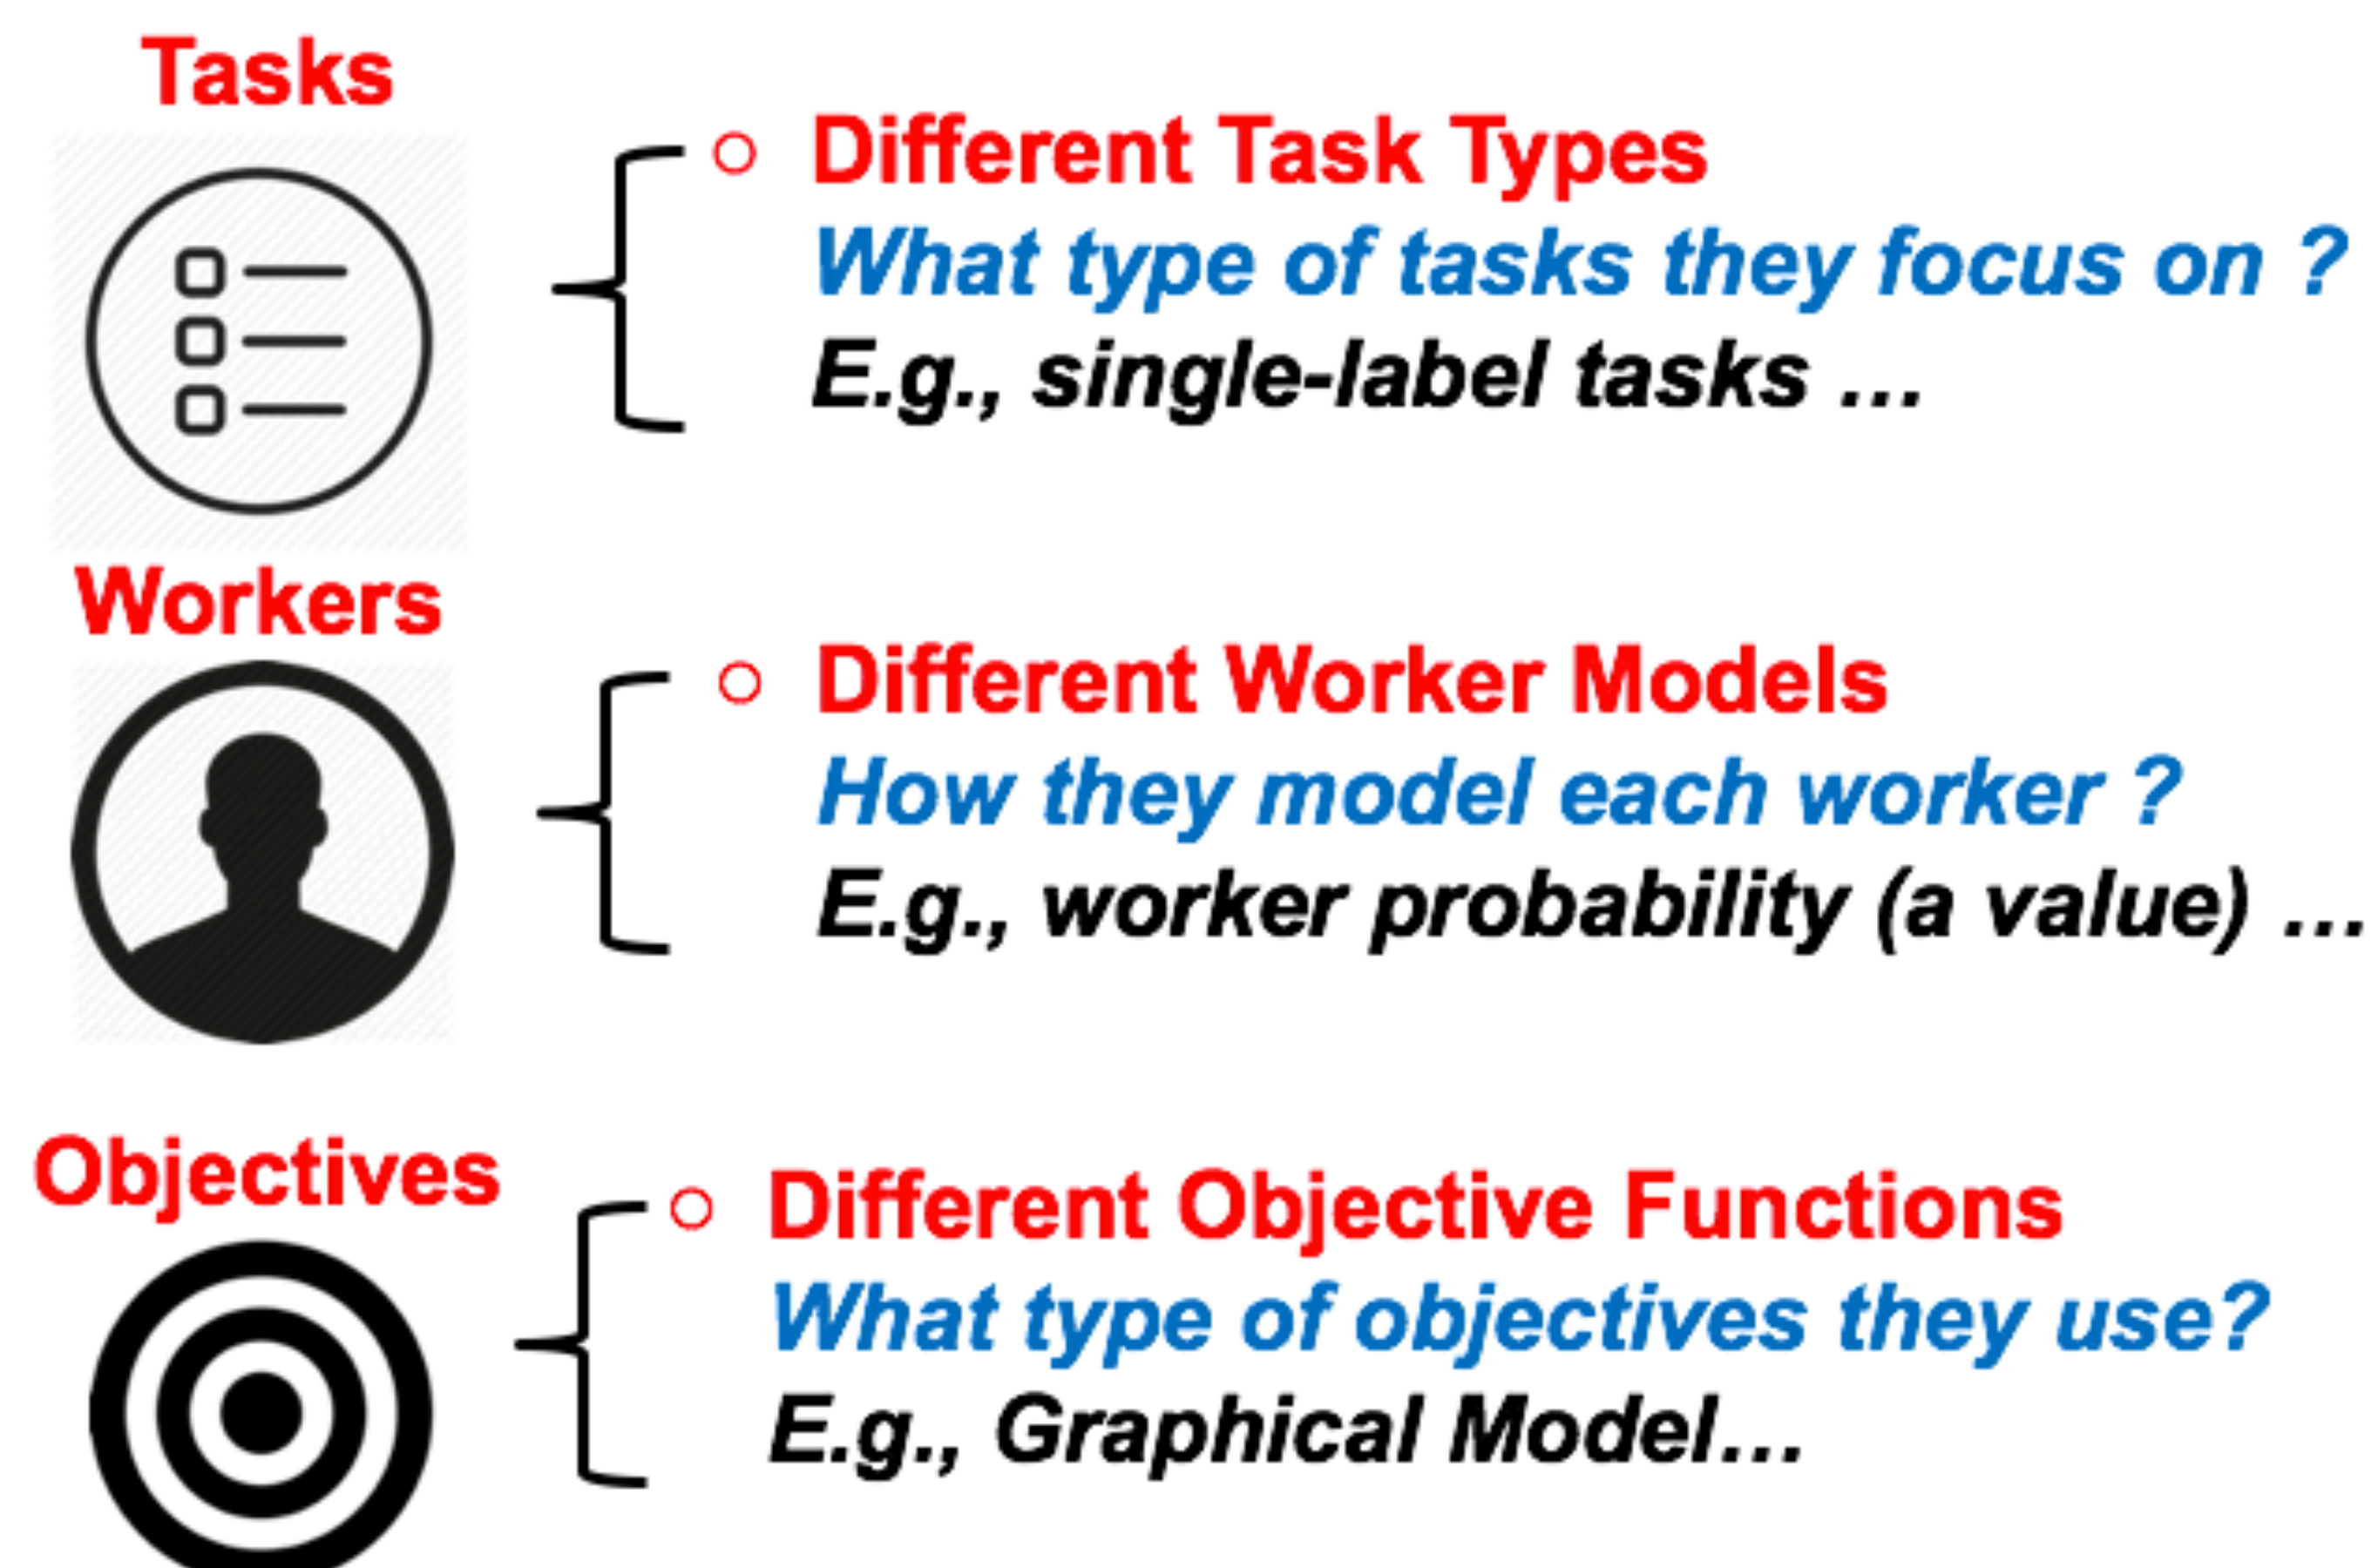 Tasks
○ Different Task Types
What type of tasks they focus on ?
E.g., single-label tasks ...
Workers
○ Different Worker Models
How they model each worker ?
E.g., worker probability (a value) ...
Objectives
○ Different Objective Functions
What type of objectives they use?
E.g., Graphical Model...